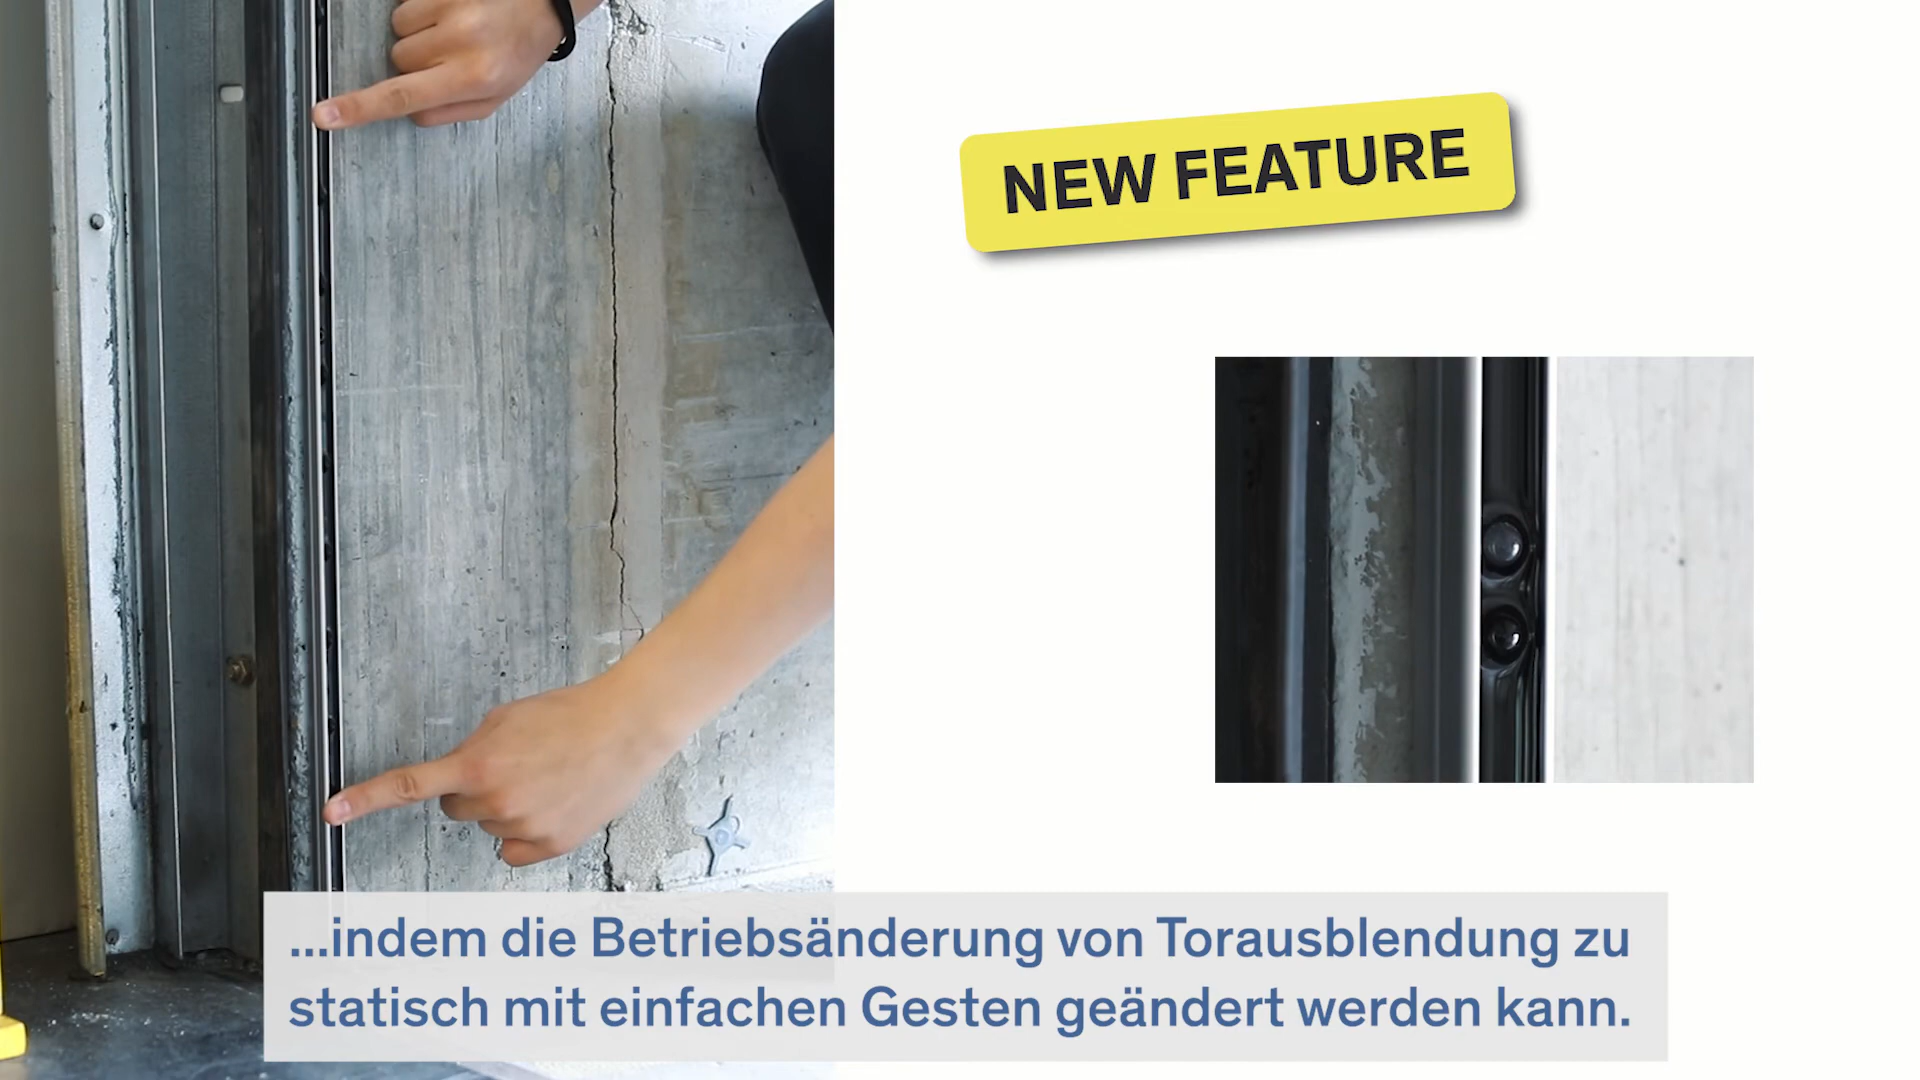 NEW FEATURE
...indem die Betriebsänderung von Torausblendung zu
statisch mit einfachen Gesten geändert werden kann.